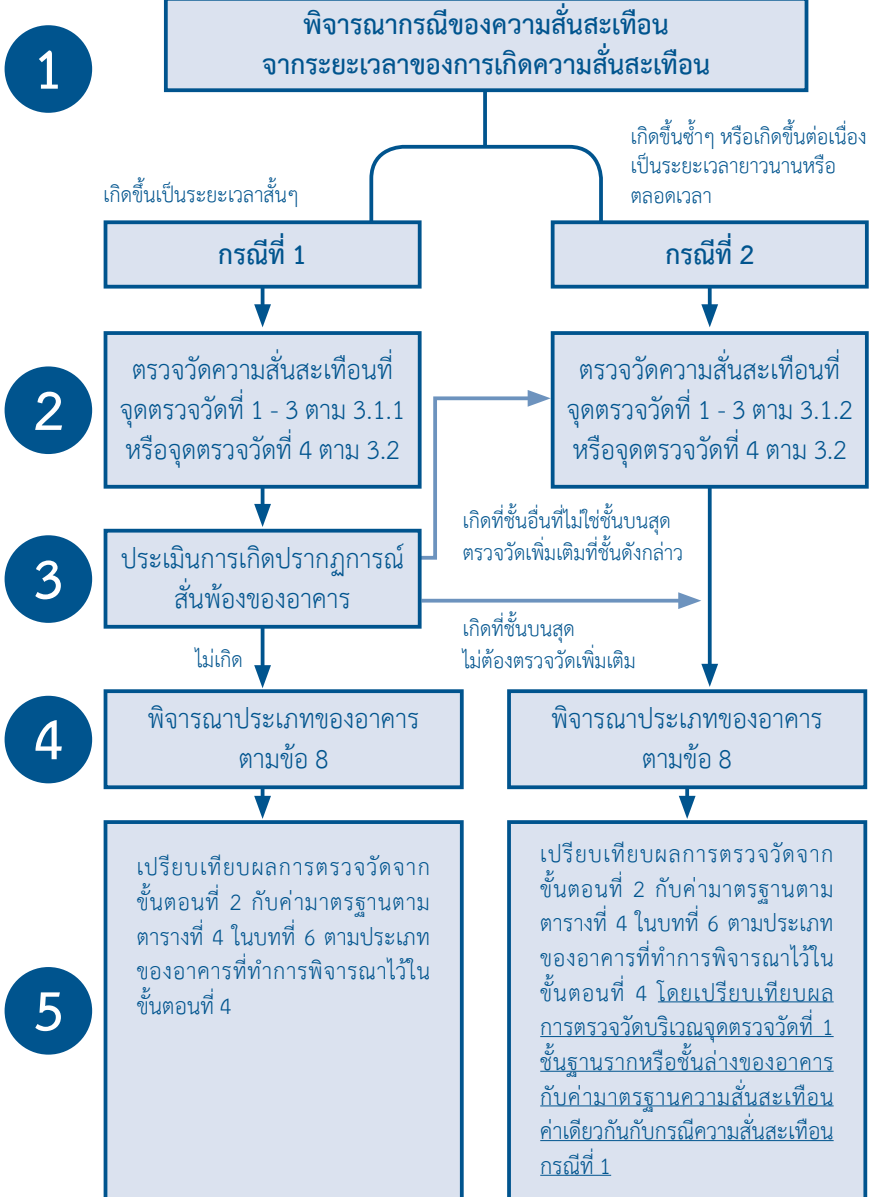 1
พิจารณากรณีของความสั่นสะเทือน
จากระยะเวลาของการเกิดความสั่นสะเทือน
เกิดขึ้นเป็นระยะเวลาสั้นๆ
เกิดขึ้นซ้ำๆ หรือเกิดขึ้นต่อเนื่อง
เป็นระยะเวลายาวนานหรือ
ตลอดเวลา
กรณีที่ 1
กรณีที่ 2
2
ตรวจวัดความสั่นสะเทือนที่
จุดตรวจวัดที่ 1 - 3 ตาม 3.1.1
หรือจุดตรวจวัดที่ 4 ตาม 3.2
ตรวจวัดความสั่นสะเทือนที่
จุดตรวจวัดที่ 1 - 3 ตาม 3.1.2
หรือจุดตรวจวัดที่ 4 ตาม 3.2
3
ประเมินการเกิดปรากฏการณ์
สั่นพ้องของอาคาร
เกิดที่ชั้นอื่นที่ไม่ใช่ชั้นบนสุด
ตรวจวัดเพิ่มเติมที่ชั้นดังกล่าว
เกิดที่ชั้นบนสุด
ไม่ต้องตรวจวัดเพิ่มเติม
ไม่เกิด
4
พิจารณาประเภทของอาคาร
ตามข้อ 8
พิจารณาประเภทของอาคาร
ตามข้อ 8
5
เปรียบเทียบผลการตรวจวัดจาก
ขั้นตอนที่ 2 กับค่ามาตรฐานตาม
ตารางที่ 4 ในบทที่ 6 ตามประเภท
ของอาคารที่ทำการพิจารณาไว้ใน
ขั้นตอนที่ 4
เปรียบเทียบผลการตรวจวัดจาก
ขั้นตอนที่ 2 กับค่ามาตรฐานตาม
ตารางที่ 4 ในบทที่ 6 ตามประเภท
ของอาคารที่ทำการพิจารณาไว้ใน
ขั้นตอนที่ 4 โดยเปรียบเทียบผล
การตรวจวัดบริเวณจุดตรวจวัดที่ 1
ชั้นฐานรากหรือชั้นล่างของอาคาร
กับค่ามาตรฐานความสั่นสะเทือน
ค่าเดียวกันกับกรณีความสั่นสะเทือน
กรณีที่ 1